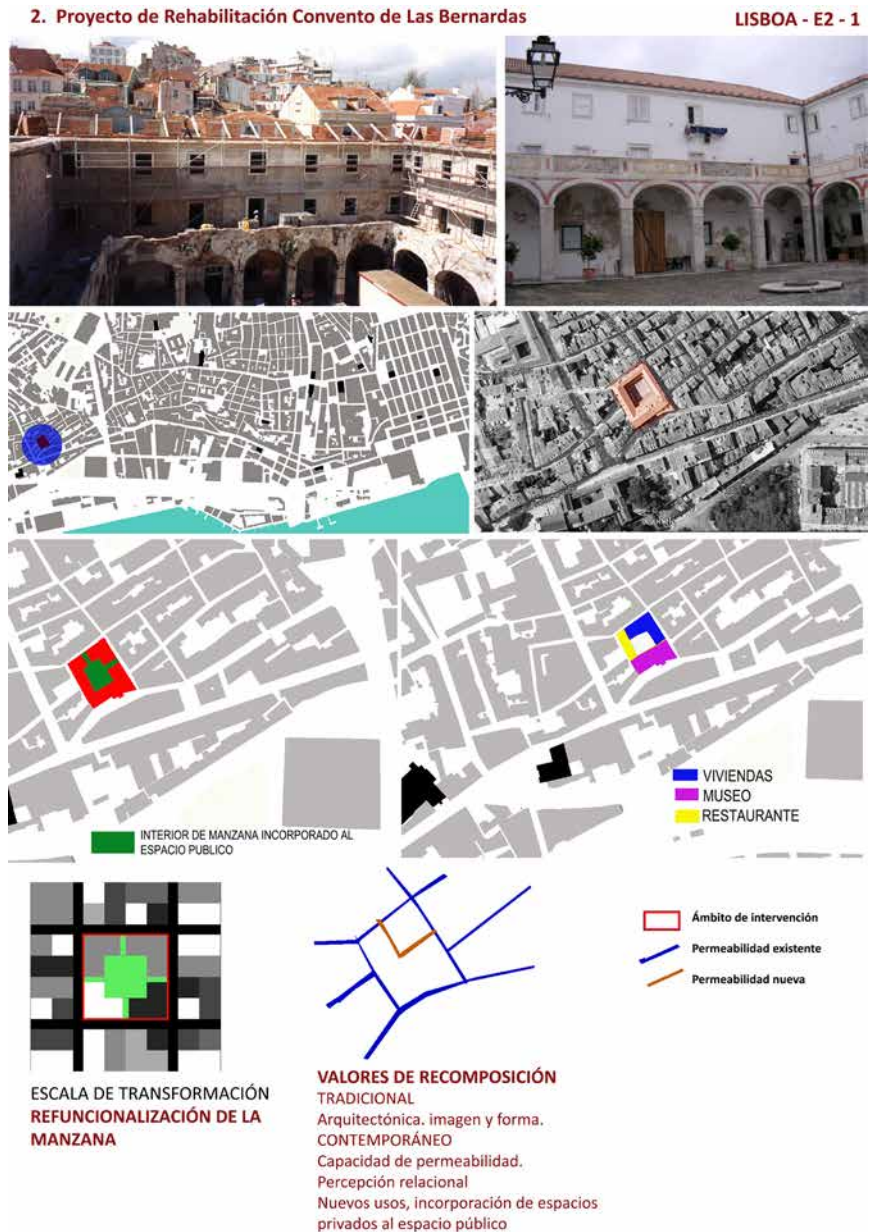 2. Proyecto de Rehabilitación Convento de Las Bernardas
LISBOA - E2 - 1
INTERIOR DE MANZANA INCORPORADO AL
ESPACIO PUBLICO
VIVIENDAS
MUSEO
RESTAURANTE
Ámbito de intervención
Permeabilidad existente
Permeabilidad nueva
ESCALA DE TRANSFORMACIÓN
REFUNCIONALIZACIÓN DE LA
MANZANA
VALORES DE RECOMPOSICIÓN
TRADICIONAL
Arquitectónica. imagen y forma.
CONTEMPORÁNEO
Capacidad de permeabilidad.
Percepción relacional
Nuevos usos, incorporación de espacios
privados al espacio público